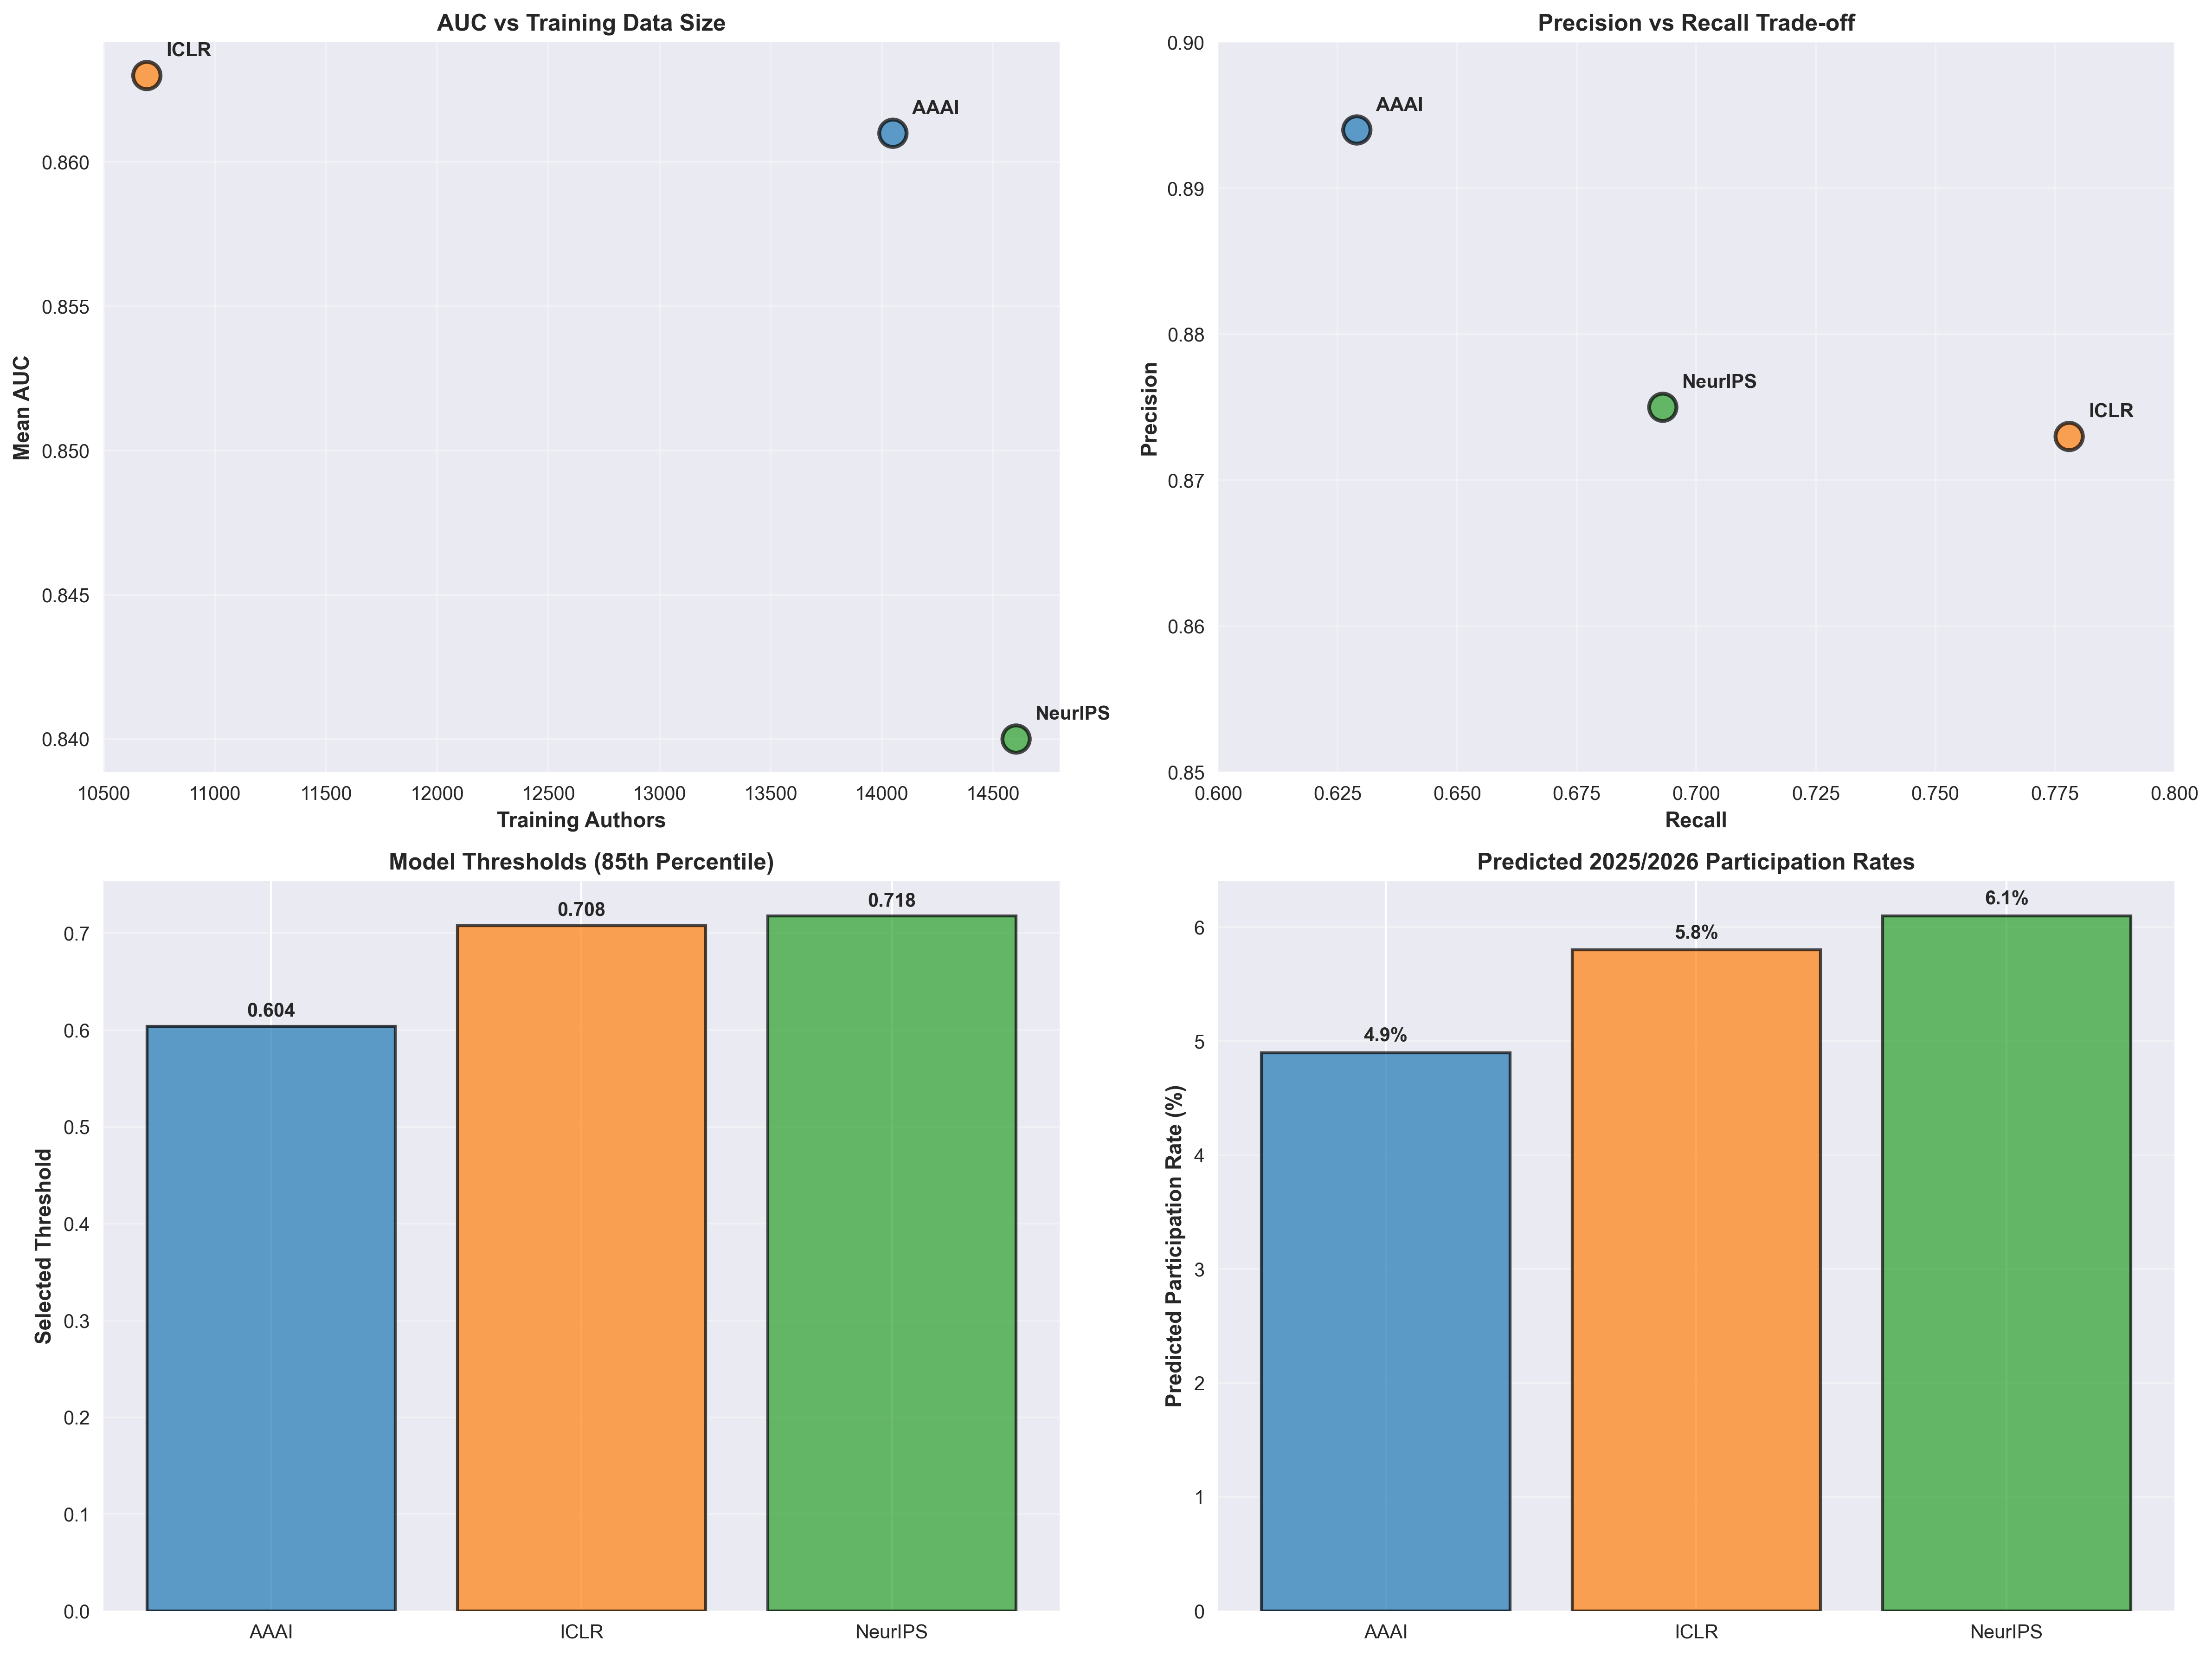 AUC vs Training Data Size
ICLR
AAAI
NeurIPS
0.860
0.855
0.850
0.845
0.840
Mean AUC
10500 11000 11500 12000 12500 13000 13500 14000 14500
Training Authors
Precision vs Recall Trade-off
AAAI
NeurIPS
ICLR
0.90
0.89
0.88
0.87
0.86
0.85
Precision
0.600 0.625 0.650 0.675 0.700 0.725 0.750 0.775 0.800
Recall
Model Thresholds (85th Percentile)
0.604
0.708
0.718
0.7
0.6
0.5
0.4
0.3
0.2
0.1
0.0
Selected Threshold
AAAI ICLR NeurIPS
Predicted 2025/2026 Participation Rates
4.9%
5.8%
6.1%
6
5
4
3
2
1
0
Predicted Participation Rate (%)
AAAI ICLR NeurIPS